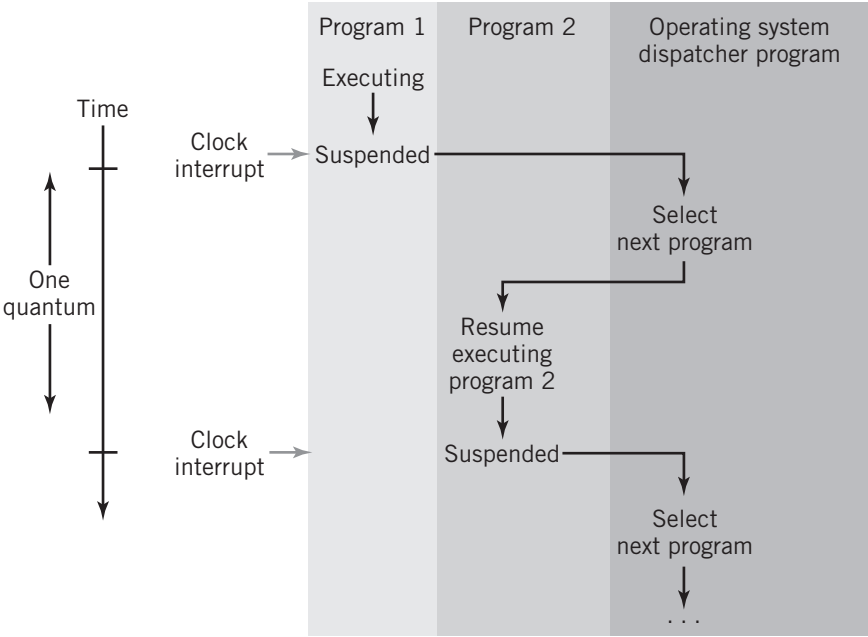 Program 1
Program 2
Operating system
dispatcher program
Executing
Time
Clock
interrupt
Suspended
Select
next program
One
quantum
Resume
executing
program 2
Clock
interrupt
Suspended
Select
next program
. . .